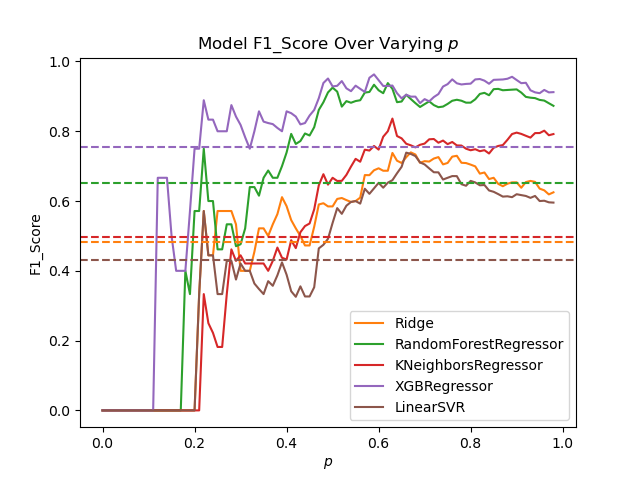 Model F1_Score Over Varying p
F1_Score
1.0
0.8
0.6
0.4
0.2
0.0
0.0 0.2 0.4 0.6 0.8 1.0
p
Ridge
RandomForestRegressor
KNeighborsRegressor
XGBRegressor
LinearSVR